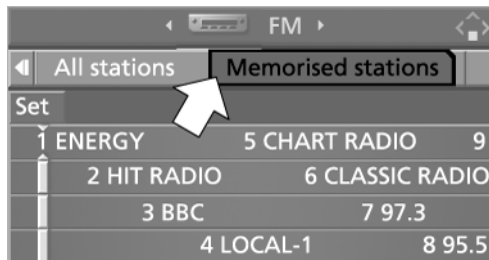 FM
All stations Memorised stations
Set
1 ENERGY 5 CHART RADIO 9
2 HIT RADIO 6 CLASSIC RADIO
3 BBC 7 97.3
4 LOCAL-1 8 95.5